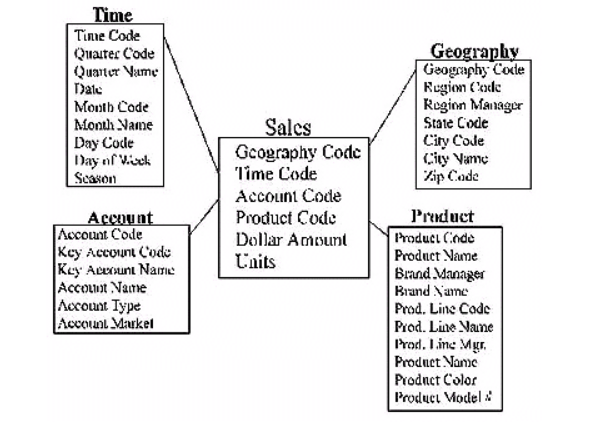 Time
Time Code
Quarter Code
Quarter Name
Date
Month Code
Month Name
Day Code
Day of Week
Season
Geography
Geography Code
Region Code
Region Manager
State Code
City Code
City Name
Zip Code
Sales
Geography Code
Time Code
Account Code
Product Code
Dollar Amount
Units
Account
Account Code
Key Account Code
Key Account Name
Account Name
Account Type
Account Market
Product
Product Code
Product Name
Brand Manager
Brand Name
Prod. Line Code
Prod. Line Name
Prod. Line Mgr.
Product Name
Product Color
Product Model #